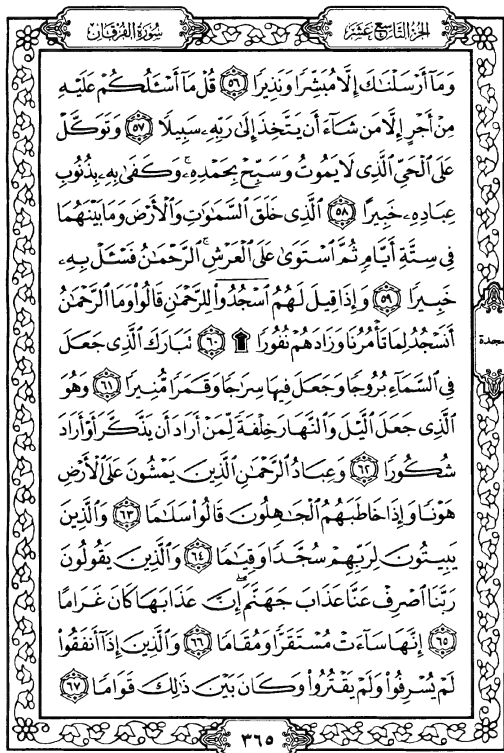 الجزء التاسع عشر
سورة الفرقان
وَمَآ أَرۡسَلۡنَٰكَ إِلَّا مُبَشِّرٗا وَنَذِيرٗا ٥٦ قُلۡ مَآ أَسۡـَٔلُكُمۡ عَلَيۡهِ
مِنۡ أَجۡرٍ إِلَّا مَن شَآءَ أَن يَتَّخِذَ إِلَىٰ رَبِّهِۦ سَبِيلٗا ٥٧ وَتَوَكَّلۡ
عَلَى ٱلۡحَيِّ ٱلَّذِي لَا يَمُوتُ وَسَبِّحۡ بِحَمۡدِهِۦۚ وَكَفَىٰ بِهِۦ بِذُنُوبِ
عِبَادِهِۦ خَبِيرًا ٥٨ ٱلَّذِي خَلَقَ ٱلسَّمَٰوَٰتِ وَٱلۡأَرۡضَ وَمَا بَيۡنَهُمَا
فِي سِتَّةِ أَيَّامٖ ثُمَّ ٱسۡتَوَىٰ عَلَى ٱلۡعَرۡشِۚ ٱلرَّحۡمَٰنُ فَسۡـَٔلۡ بِهِۦ
خَبِيرٗا ٥٩ وَإِذَا قِيلَ لَهُمُ ٱسۡجُدُواْ لِلرَّحۡمَٰنِ قَالُواْ وَمَا ٱلرَّحۡمَٰنُ
أَنَسۡجُدُ لِمَا تَأۡمُرُنَا وَزَادَهُمۡ نُفُورٗا ۩ ٦٠ تَبَارَكَ ٱلَّذِي جَعَلَ
سجدة
فِي ٱلسَّمَآءِ بُرُوجٗا وَجَعَلَ فِيهَا سِرَٰجٗا وَقَمَرٗا مُّنِيرٗا ٦١ وَهُوَ
ٱلَّذِي جَعَلَ ٱلَّيۡلَ وَٱلنَّهَارَ خِلۡفَةٗ لِّمَنۡ أَرَادَ أَن يَذَّكَّرَ أَوۡ أَرَادَ
شُكُورٗا ٦٢ وَعِبَادُ ٱلرَّحۡمَٰنِ ٱلَّذِينَ يَمۡشُونَ عَلَى ٱلۡأَرۡضِ
هَوۡنٗا وَإِذَا خَاطَبَهُمُ ٱلۡجَٰهِلُونَ قَالُواْ سَلَٰمٗا ٦٣ وَٱلَّذِينَ
يَبِيتُونَ لِرَبِّهِمۡ سُجَّدٗا وَقِيَٰمٗا ٦٤ وَٱلَّذِينَ يَقُولُونَ
رَبَّنَا ٱصۡرِفۡ عَنَّا عَذَابَ جَهَنَّمَۖ إِنَّ عَذَابَهَا كَانَ غَرَامًا
٦٥ إِنَّهَا سَآءَتۡ مُسۡتَقَرّٗا وَمُقَامٗا ٦٦ وَٱلَّذِينَ إِذَآ أَنفَقُواْ
لَمۡ يُسۡرِفُواْ وَلَمۡ يَقۡتُرُواْ وَكَانَ بَيۡنَ ذَٰلِكَ قَوَامٗا ٦٧
٣٦٥